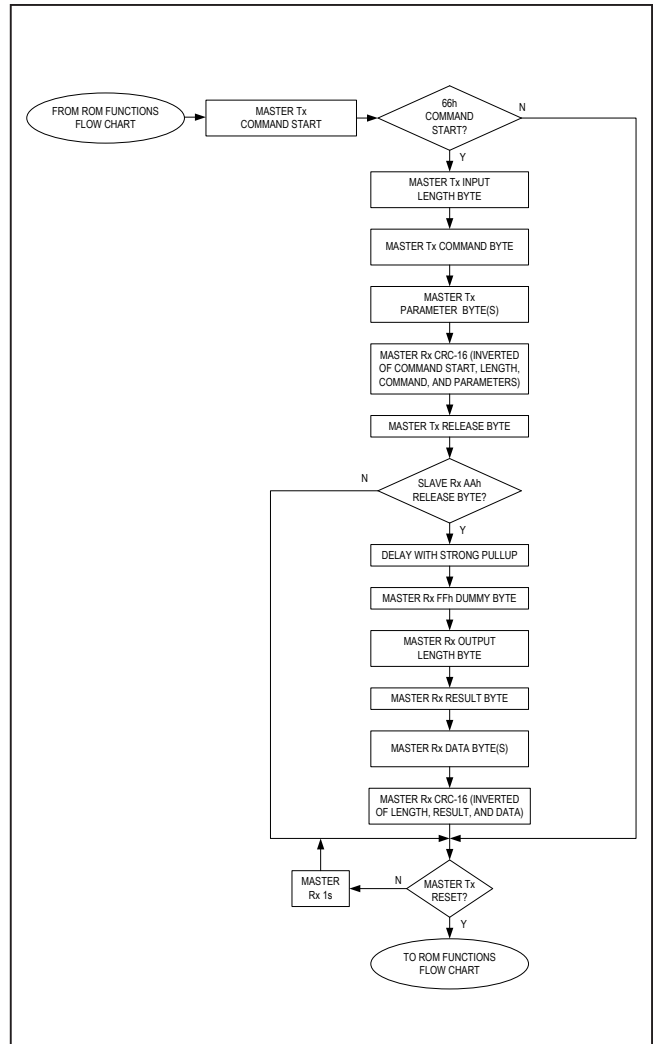 FROM ROM FUNCTIONS
FLOW CHART
MASTER Tx
COMMAND START
66h
COMMAND
START?
N
Y
MASTER Tx INPUT
LENGTH BYTE
MASTER Tx COMMAND BYTE
MASTER Tx
PARAMETER BYTE(S)
MASTER Rx CRC-16 (INVERTED
OF COMMAND START, LENGTH,
COMMAND, AND PARAMETERS)
MASTER Tx RELEASE BYTE
N
SLAVE Rx AAh
RELEASE BYTE?
Y
DELAY WITH STRONG PULLUP
MASTER Rx FFh DUMMY BYTE
MASTER Rx OUTPUT
LENGTH BYTE
MASTER Rx RESULT BYTE
MASTER Rx DATA BYTE(S)
MASTER Rx CRC-16 (INVERTED
OF LENGTH, RESULT, AND DATA)
MASTER
Rx 1s
N
MASTER Tx
RESET?
Y
TO ROM FUNCTIONS
FLOW CHART